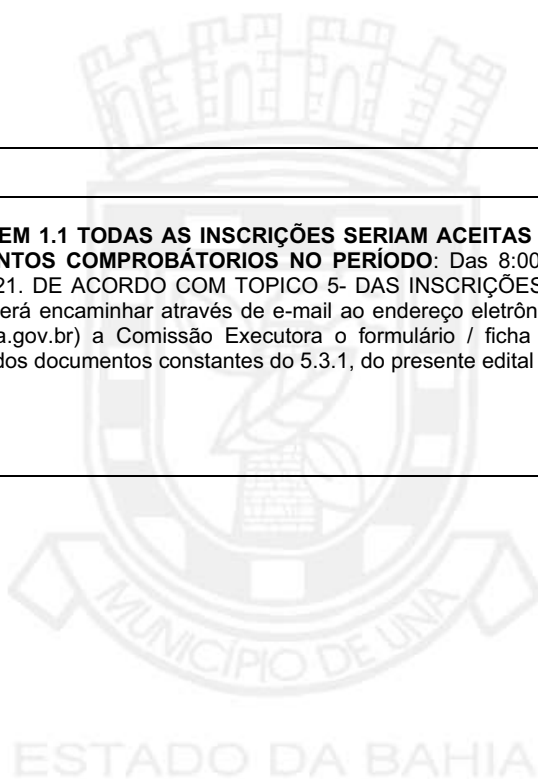 EM 1.1 TODAS AS INSCRIÇÕES SERIAM ACEITAS
NTOS COMPROBÁTORIOS NO PERÍODO: Das 8:00
21. DE ACORDO COM TOPICO 5- DAS INSCRIÇÕES
erá encaminhar através de e-mail ao endereço eletrôn
a.gov.br) a Comissão Executora o formulário / ficha
dos documentos constantes do 5.3.1, do presente edital
MUNICÍPIO DE UNA
ESTADO DA BAHIA